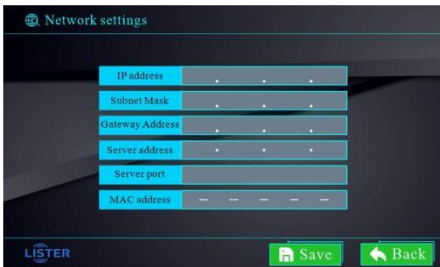 Network settings
IP address . . .
Subnet Mask . . .
Gateway Address . . .
Server address . . .
Server port
MAC address — — — — —
LISTER Save Back